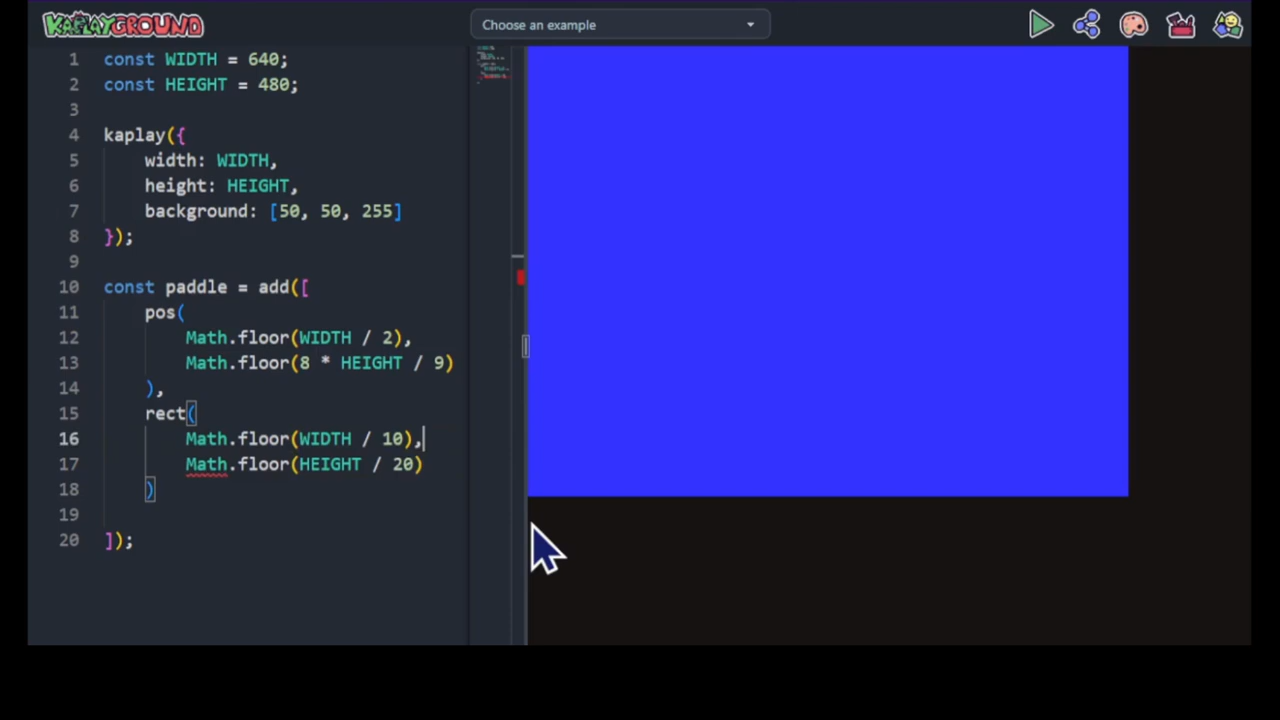 KAPLAYGROUND
Choose an example
1 const WIDTH = 640;
2 const HEIGHT = 480;
3
4 kaplay({
5     width: WIDTH,
6     height: HEIGHT,
7     background: [50, 50, 255]
8 });
9
10 const paddle = add([
11     pos(
12         Math.floor(WIDTH / 2),
13         Math.floor(8 * HEIGHT / 9)
14     ),
15     rect(
16         Math.floor(WIDTH / 10),
17         Math.floor(HEIGHT / 20)
18     )
19
20 ]);